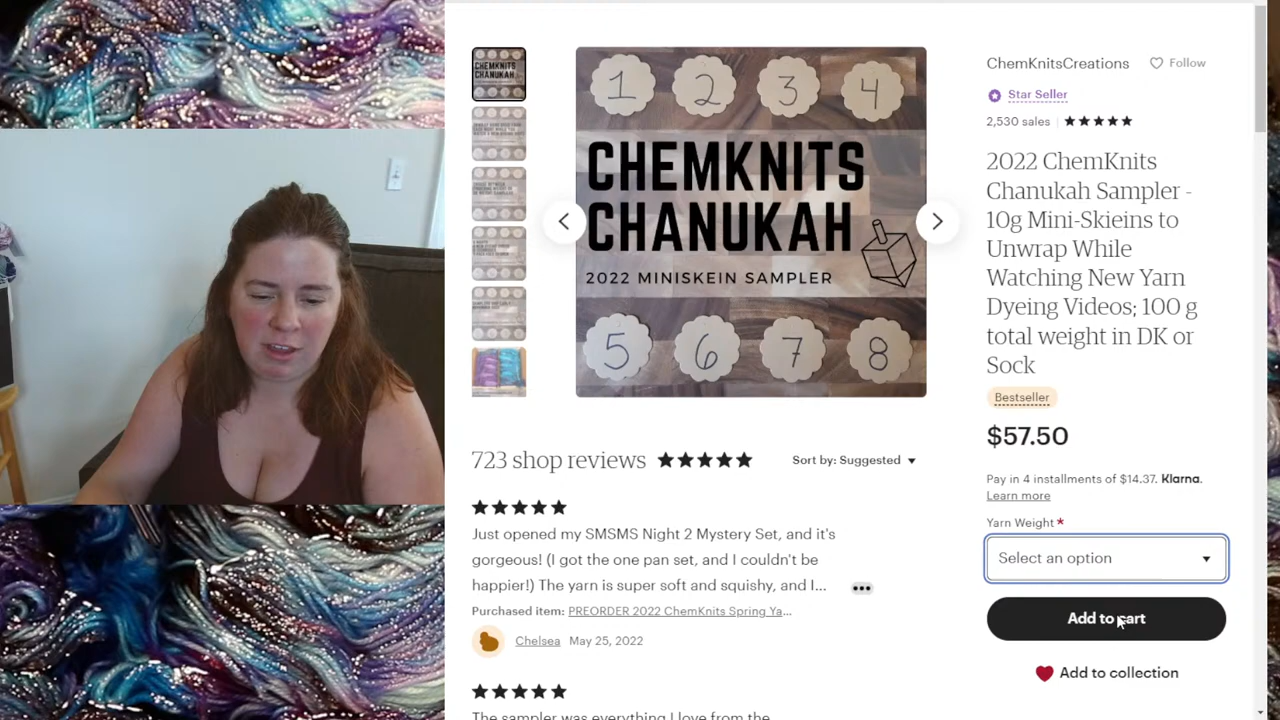 1 2 3 4
CHEMKNITS
CHANUKAH
2022 MINISKEIN SAMPLER
5 6 7 8
ChemKnitsCreations
Follow
Star Seller
2,530 sales
2022 ChemKnits
Chanukah Sampler -
10g Mini-Skieins to
Unwrap While
Watching New Yarn
Dyeing Videos; 100 g
total weight in DK or
Sock
Bestseller
$57.50
Pay in 4 installments of $14.37. Klarna.
Learn more
Yarn Weight *
Select an option
Add to cart
Add to collection
723 shop reviews
Sort by: Suggested
Just opened my SMSMS Night 2 Mystery Set, and it's
gorgeous! (I got the one pan set, and I couldn't be
happier!) The yarn is super soft and squishy, and I...
Purchased item: PREORDER 2022 ChemKnits Spring Ya...
Chelsea May 25, 2022
The sampler was everything I love from the
CHEMKNITS
CHANUKAH